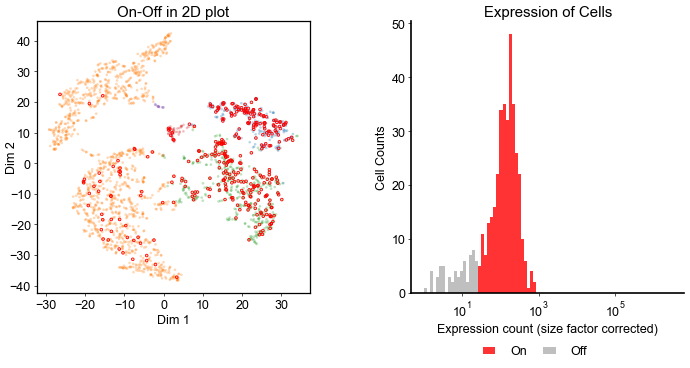 On-Off in 2D plot
40
30
20
10
0
−10
−20
−30
−40
Dim 2
−30 −20 −10 0 10 20 30
Dim 1
Expression of Cells
50
40
30
20
10
0
Cell Counts
10^1 10^3 10^5
Expression count (size factor corrected)
On Off